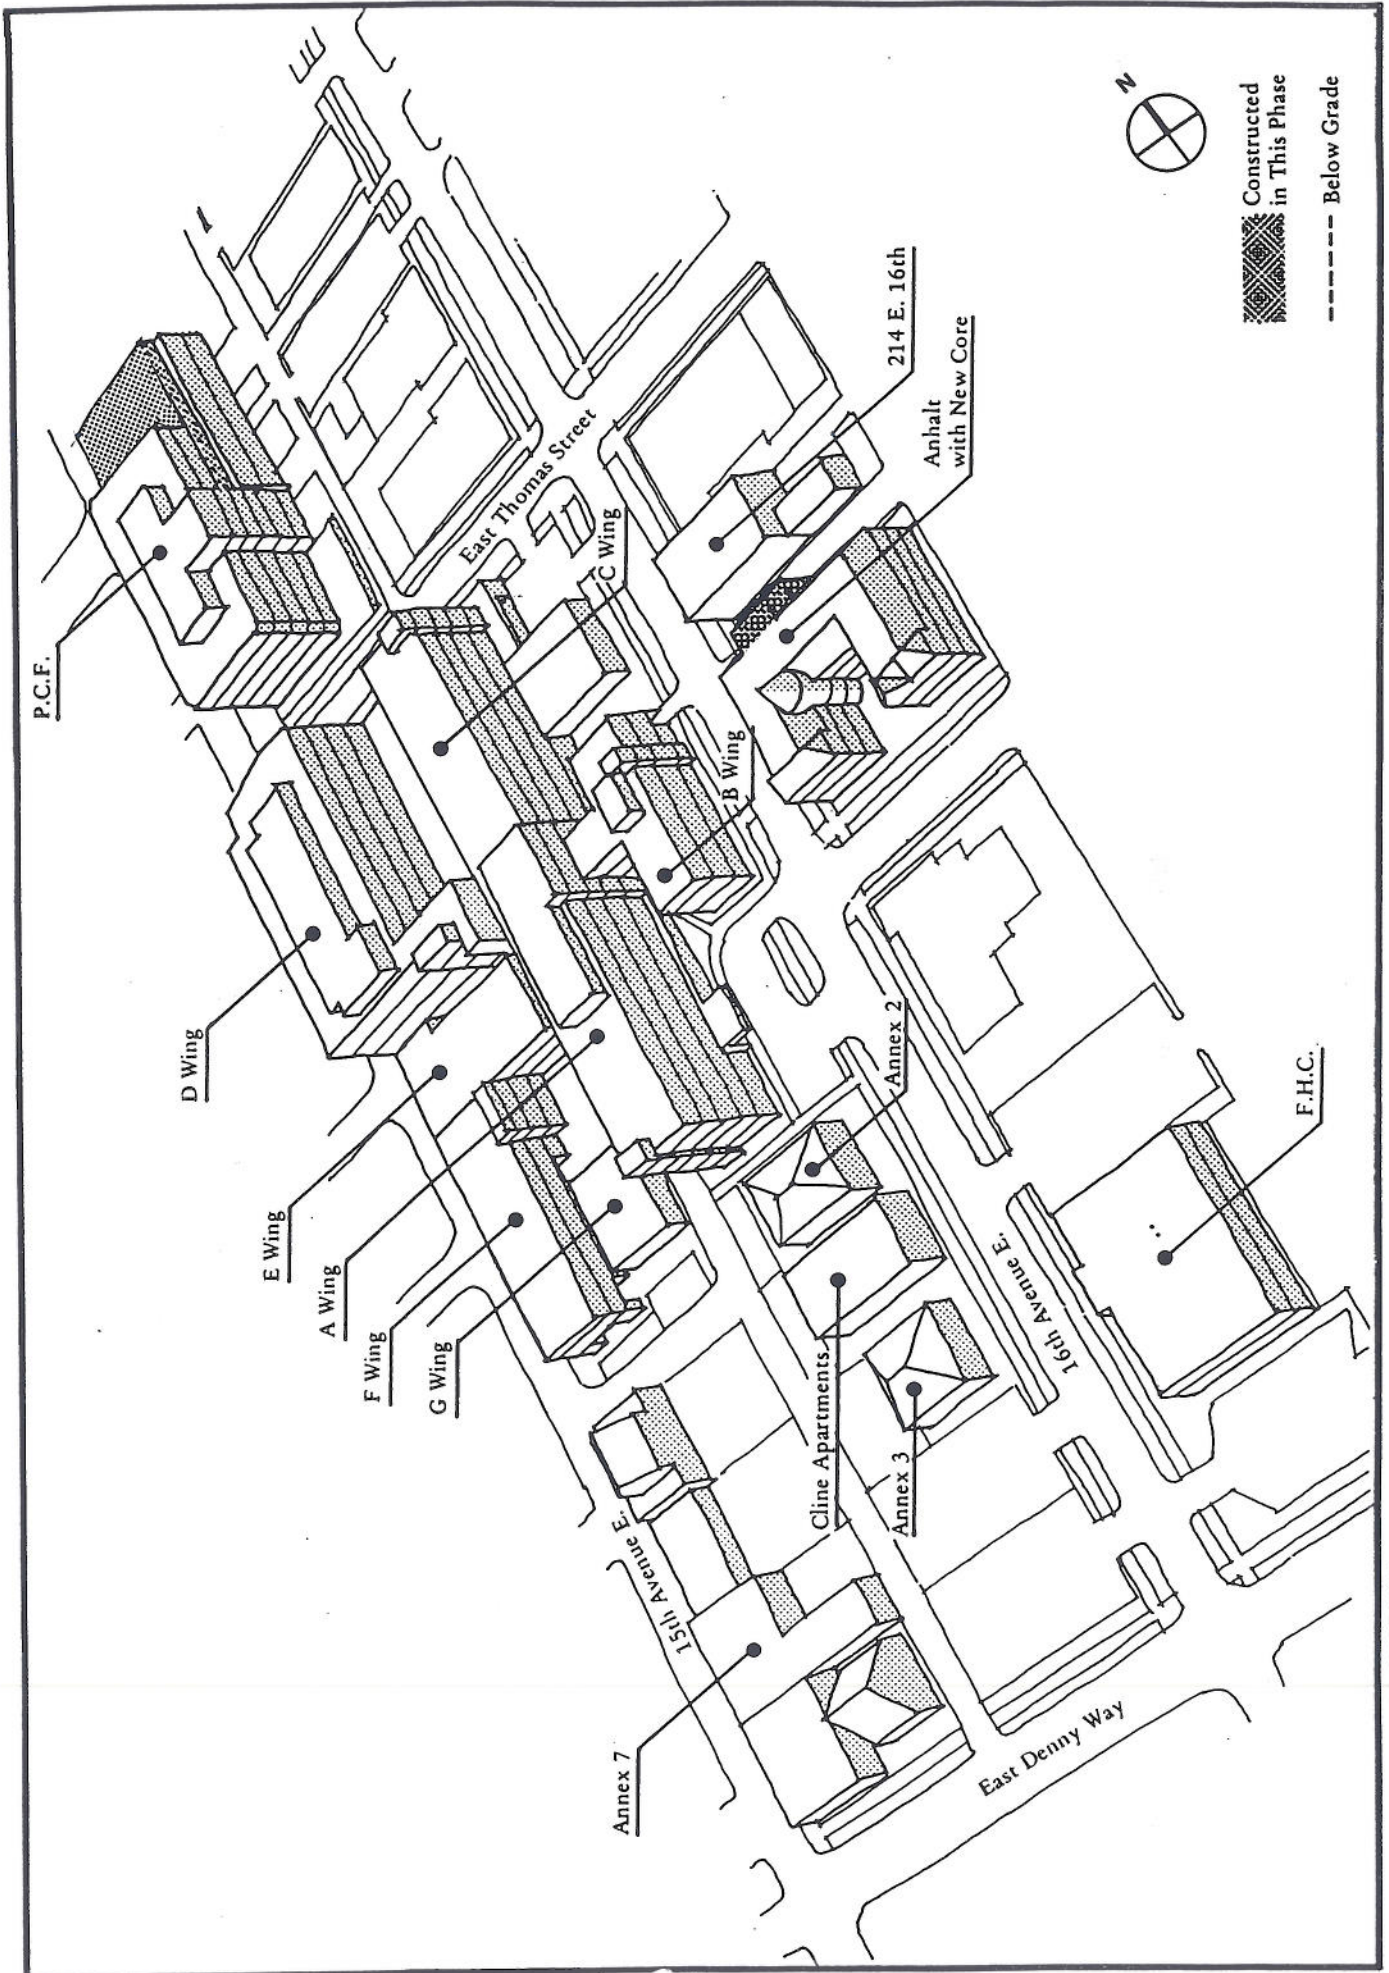 P.C.F.
D Wing
E Wing
A Wing
F Wing
G Wing
Annex 7
15th Avenue E.
East Thomas Street
C Wing
B Wing
214 E. 16th
Anhalt
with New Core
Annex 2
Cline Apartments
Annex 3
16th Avenue E.
F.H.C.
East Denny Way
N
Constructed
in This Phase
Below Grade